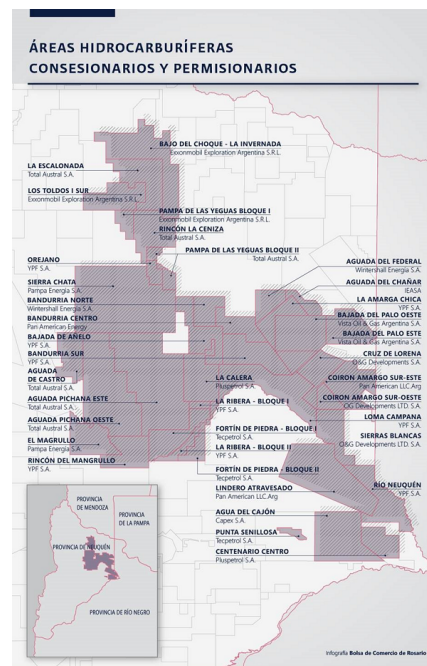 ÁREAS HIDROCARBURÍFERAS
CONSESIONARIOS Y PERMISIONARIOS
BAJO DEL CHOQUE - LA INVERNADA
Exxonmobil Exploration Argentina S.R.L.
LA ESCALONADA
Total Austral S.A.
LOS TOLDOS I SUR
Exxonmobil Exploration Argentina S.R.L.
PAMPA DE LAS YEGUAS BLOQUE I
Exxonmobil Exploration Argentina S.R.L.
RINCÓN LA CENIZA
Total Austral S.A.
PAMPA DE LAS YEGUAS BLOQUE II
Total Austral S.A.
OREJANO
YPF S.A.
SIERRA CHATA
Pampa Energía S.A.
BANDURRIA NORTE
Wintershall Energia S.A.
BANDURRIA CENTRO
Pan American Energy
BAJADA DE AÑELO
YPF S.A.
BANDURRIA SUR
YPF S.A.
AGUADA
DE CASTRO
Total Austral S.A.
AGUADA PICHANA ESTE
Total Austral S.A.
AGUADA PICHANA OESTE
Total Austral S.A.
EL MAGRULLO
Pampa Energia S.A.
RINCÓN DEL MANGRULLO
YPF S.A.
AGUADA DEL FEDERAL
Wintershall Energia S.A.
AGUADA DEL CHAÑAR
IEASA
LA AMARGA CHICA
YPF S.A.
BAJADA DEL PALO OESTE
Vista Oil & Gas Argentina S.A.
BAJADA DEL PALO ESTE
Vista Oil & Gas Argentina S.A.
CRUZ DE LORENA
O&G Developments S.A.
COIRON AMARGO SUR-ESTE
Pan American LLC.Arg
COIRON AMARGO SUR-OESTE
OG Developments LTD. S.A.
LOMA CAMPANA
YPF S.A.
SIERRAS BLANCAS
O&G Developments LTD. S.A.
LA CALERA
Pluspetrol S.A.
LA RIBERA - BLOQUE I
YPF S.A.
FORTÍN DE PIEDRA - BLOQUE I
Tecpetrol S.A.
LA RIBERA - BLOQUE II
YPF S.A.
FORTÍN DE PIEDRA - BLOQUE II
Tecpetrol S.A.
LINDERO ATRAVESADO
Pan American LLC.Arg
RÍO NEUQUÉN
YPF S.A.
AGUA DEL CAJÓN
Capex S.A.
PUNTA SENILLOSA
Tecpetrol S.A.
CENTENARIO CENTRO
Pluspetrol S.A.
PROVINCIA
DE MENDOZA
PROVINCIA
DE LA PAMPA
PROVINCIA DE NEUQUÉN
PROVINCIA DE RÍO NEGRO
Infografía Bolsa de Comercio de Rosario